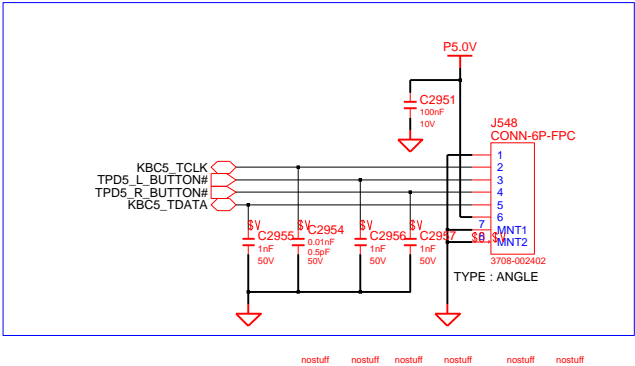 P5.0V
C2951
100nF
10V
J548
CONN-6P-FPC
KBC5_TCLK
TPD5_L_BUTTON#
TPD5_R_BUTTON#
KBC5_TDATA
1
2
3
4
5
6
7
MNT1
MNT2
$V $V $V $V
C2955 C2954 C2956 C2957
1nF 0.01nF 1nF 1nF
0.5pF
50V 50V 50V 50V
3708-002402
TYPE : ANGLE
nostuff nostuff nostuff nostuff nostuff nostuff